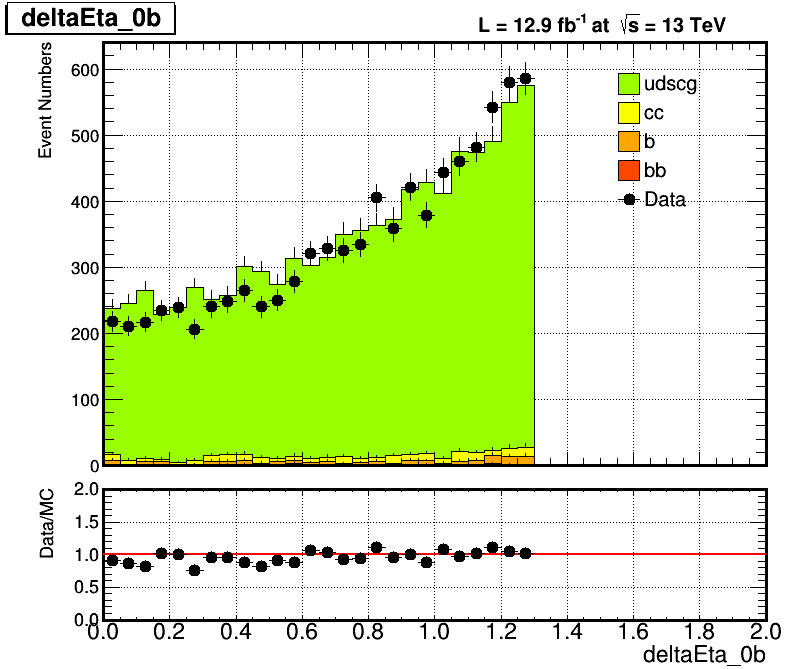 deltaEta_0b
L = 12.9 fb⁻¹ at √s = 13 TeV
Event Numbers
600
500
400
300
200
100
0
udscg
cc
b
bb
Data
Data/MC
2.0
1.5
1.0
0.5
0.0
0.0 0.2 0.4 0.6 0.8 1.0 1.2 1.4 1.6 1.8 2.0
deltaEta_0b